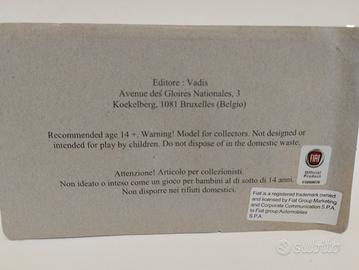 Editore : Vadis
Avenue des Gloires Nationales, 3
Koekelberg, 1081 Bruxelles (Belgio)
Recommended age 14 +. Warning! Model for collectors. Not designed or
intended for play by children. Do not dispose of in the domestic waste.
Attenzione! Articolo per collezionisti.
Non ideato o inteso come un gioco per bambini al di sotto di 14 anni.
Non disporre nei rifiuti domestici.
FIAT
Official
Product
Fiat is a registered trademark owned
and licensed by Fiat Group Marketing
and Corporate Communication S.P.A.
to Fiat group Automobiles
S.P.A.
subito